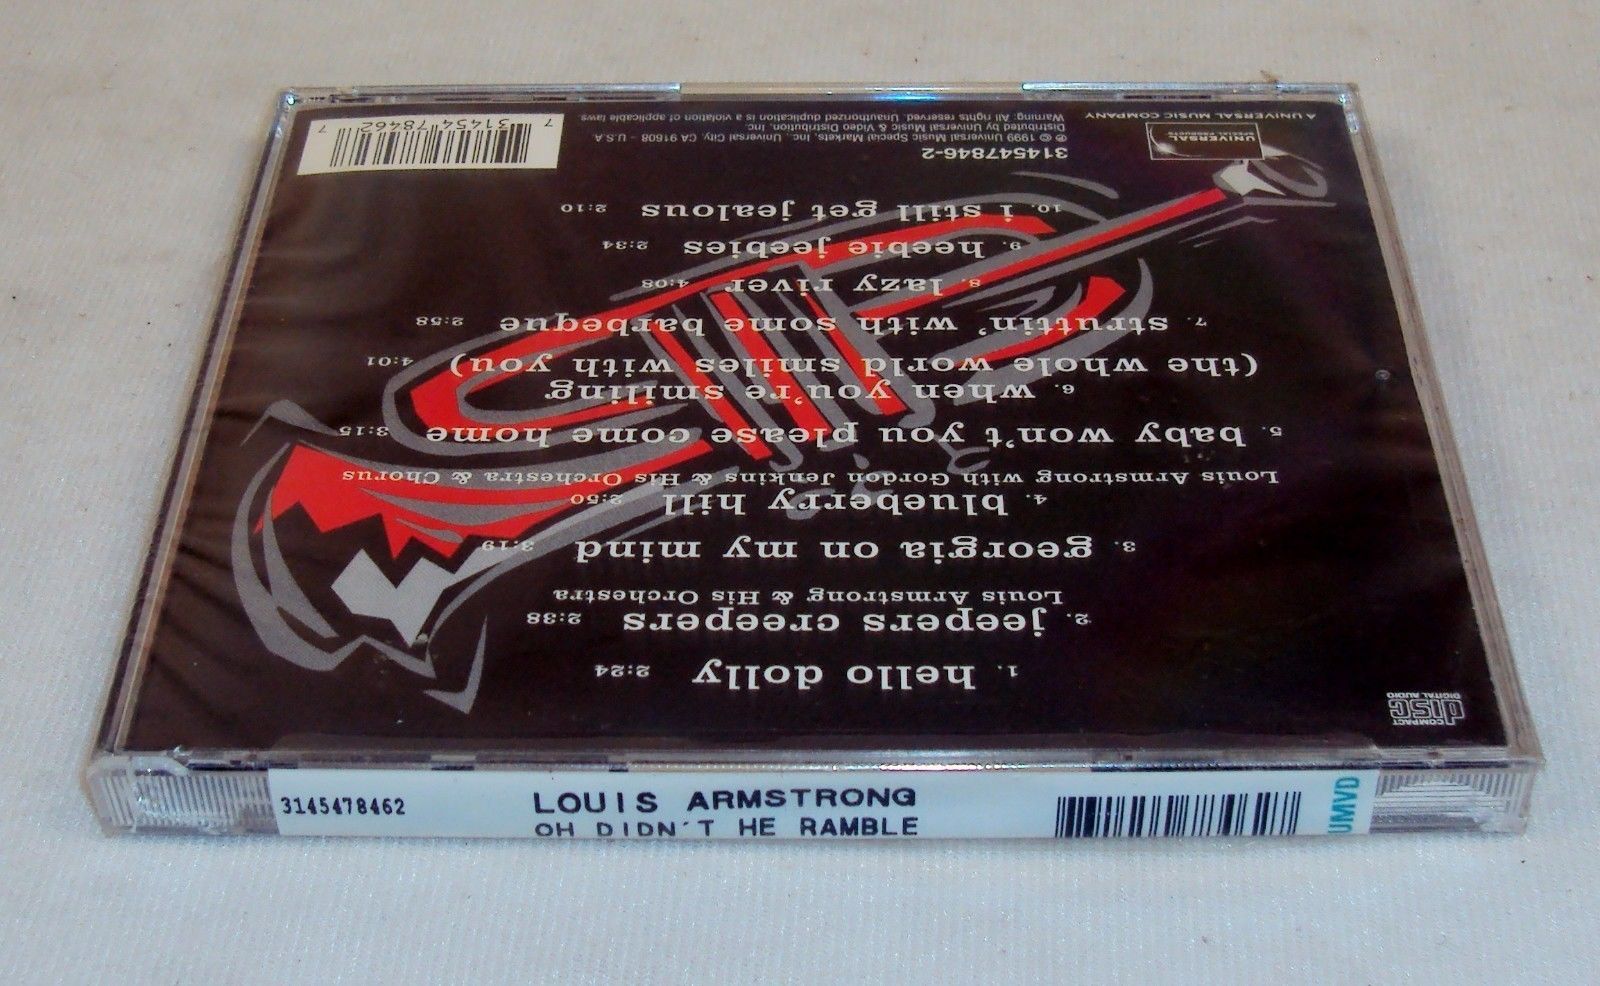 1. hello dolly 2:24
2. jeepers creepers 2:38
Louis Armstrong & His Orchestra
3. georgia on my mind 3:19
4. blueberry hill 2:50
Louis Armstrong with Gordon Jenkins & His Orchestra & Chorus
5. baby won't you please come home 3:15
6. when you're smiling
(the whole world smiles with you) 4:01
7. struttin' with some barbeque 2:58
8. lazy river 4:08
9. heebie jeebies 2:34
10. i still get jealous 2:10
COMPACT
disc
DIGITAL AUDIO
314547846-2
℗ © 1999 Universal Music Special Markets, Inc. Universal City, CA 91608 - U.S.A
Distributed by Universal Music & Video Distribution, Inc.
Warning: All rights reserved. Unauthorized duplication is a violation of applicable laws
UNIVERSAL
SPECIAL PRODUCTS
A UNIVERSAL MUSIC COMPANY
7 31454 78462 7
3145478462
LOUIS ARMSTRONG
OH DIDN'T HE RAMBLE
UMVD